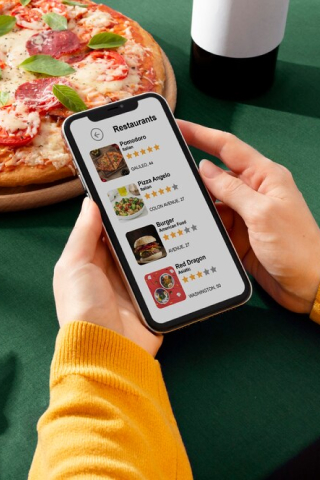 Restaurants
Pomodoro
Italian
GALILEO, 44
Pizza Angelo
Italian
COLON AVENUE, 27
Burger
American Food
AVENUE, 27
Red Dragon
Asiatic
WASHINGTON, 50